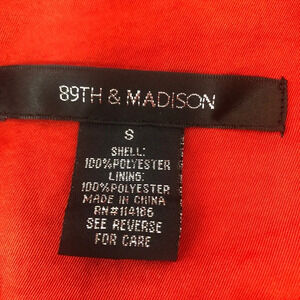 89TH & MADISON
S
SHELL:
100%POLYESTER
LINING:
100%POLYESTER
MADE IN CHINA
RN#114186
SEE REVERSE
FOR CARE